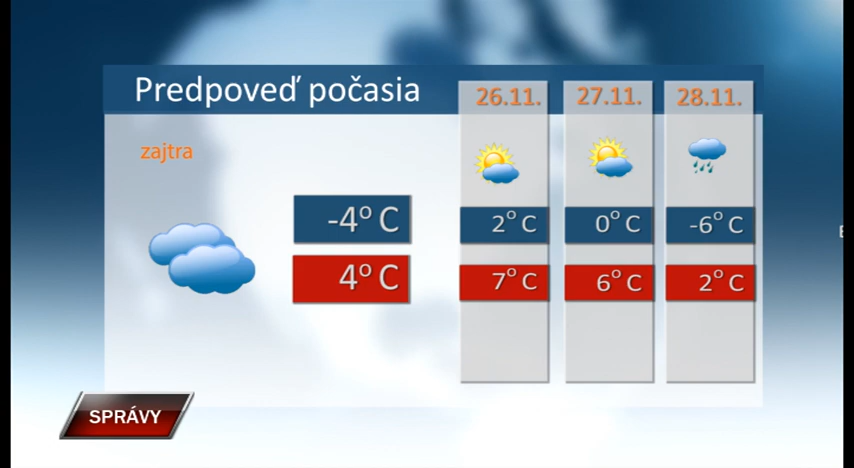 Predpoveď počasia
zajtra
-4° C
4° C
26.11.
27.11.
28.11.
2° C
0° C
-6° C
7° C
6° C
2° C
SPRÁVY